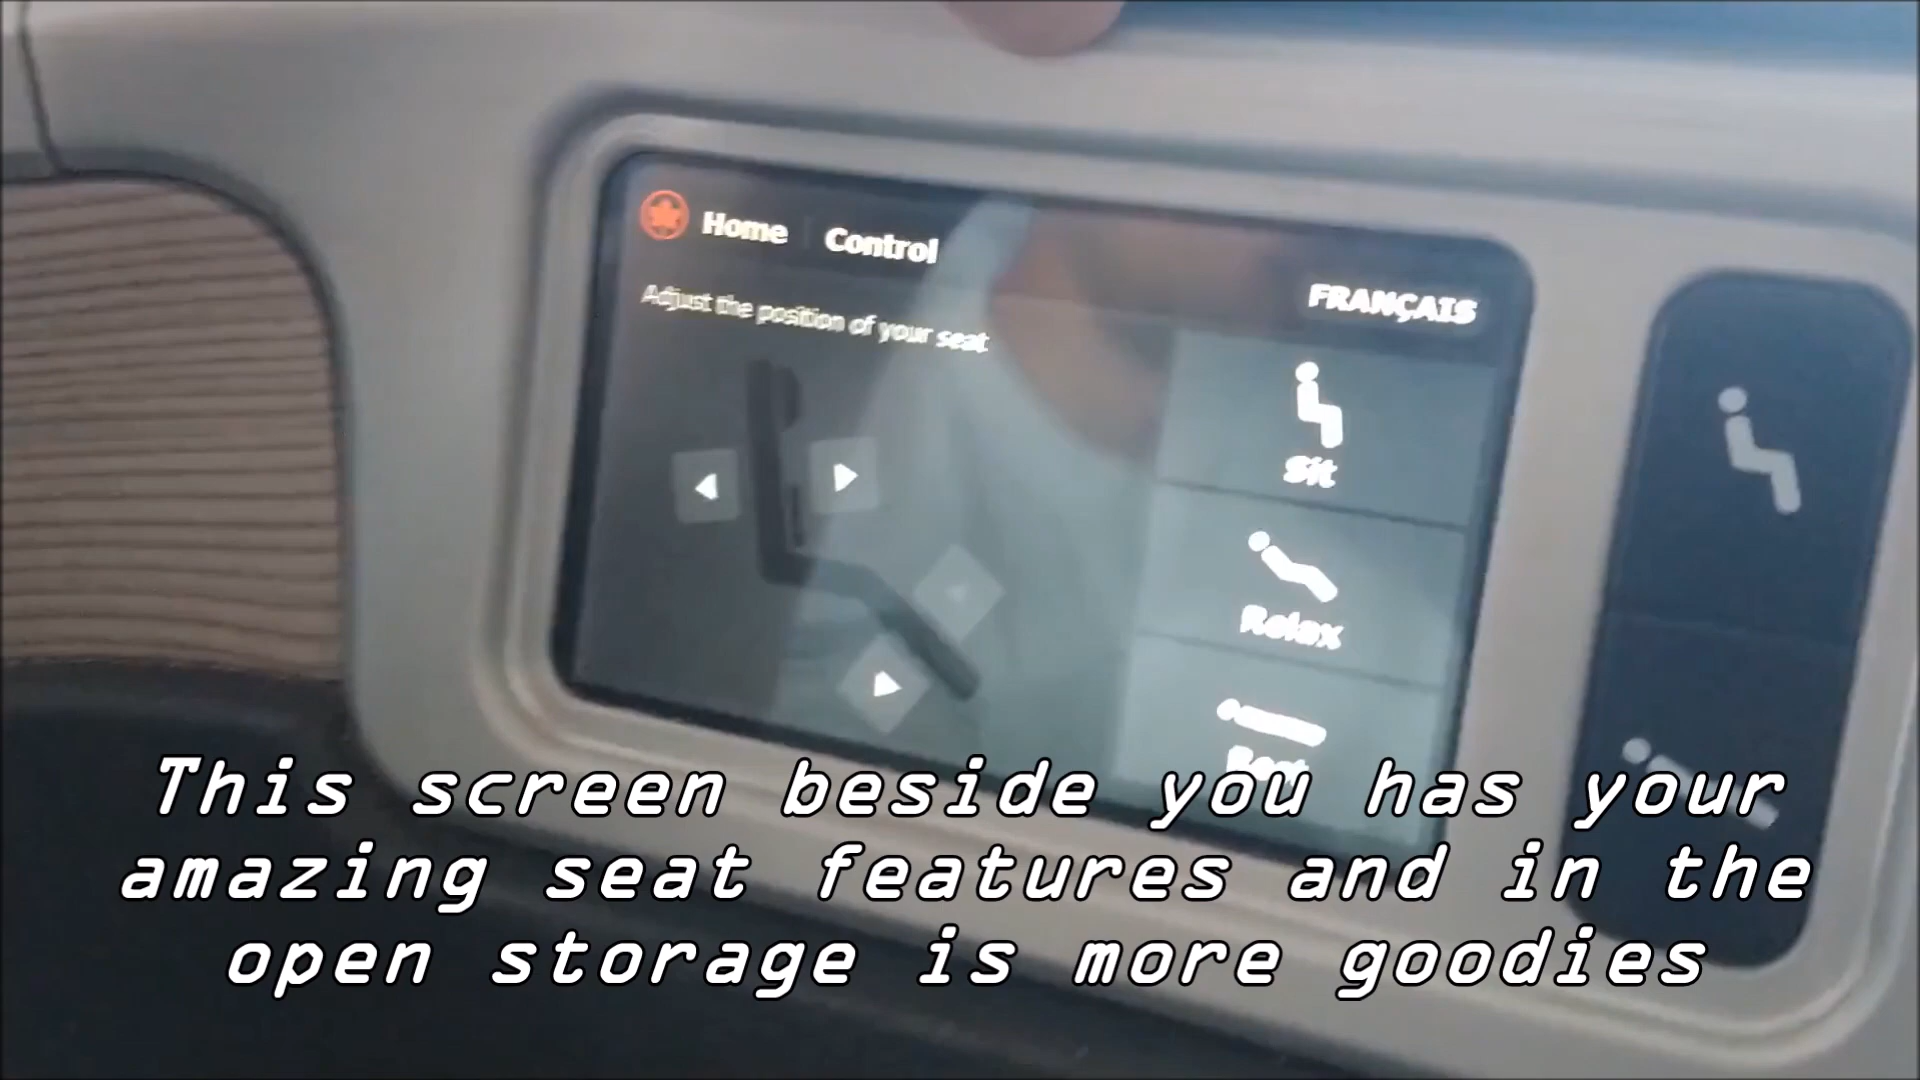 Home Control
FRANÇAIS
Adjust the position of your seat
Sit
Relax
Rest
This screen beside you has your
amazing seat features and in the
open storage is more goodies